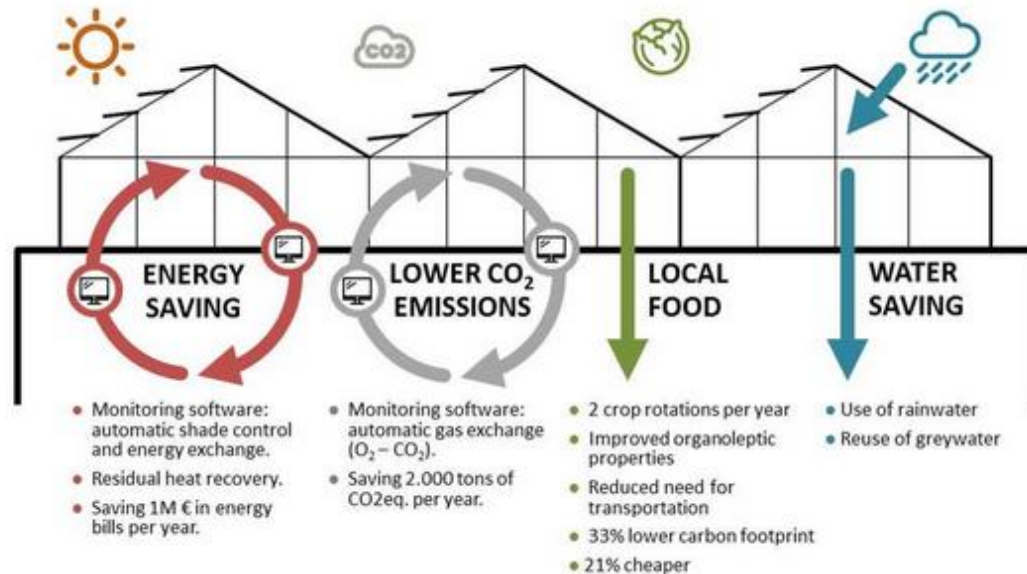 CO2
ENERGY
SAVING
LOWER CO₂
EMISSIONS
LOCAL
FOOD
WATER
SAVING
• Monitoring software:
automatic shade control
and energy exchange.
• Residual heat recovery.
• Saving 1M € in energy
bills per year.
• Monitoring software:
automatic gas exchange
(O₂ – CO₂).
• Saving 2.000 tons of
CO2eq. per year.
• 2 crop rotations per year
• Improved organoleptic
properties
• Reduced need for
transportation
• 33% lower carbon footprint
• 21% cheaper
• Use of rainwater
• Reuse of greywater